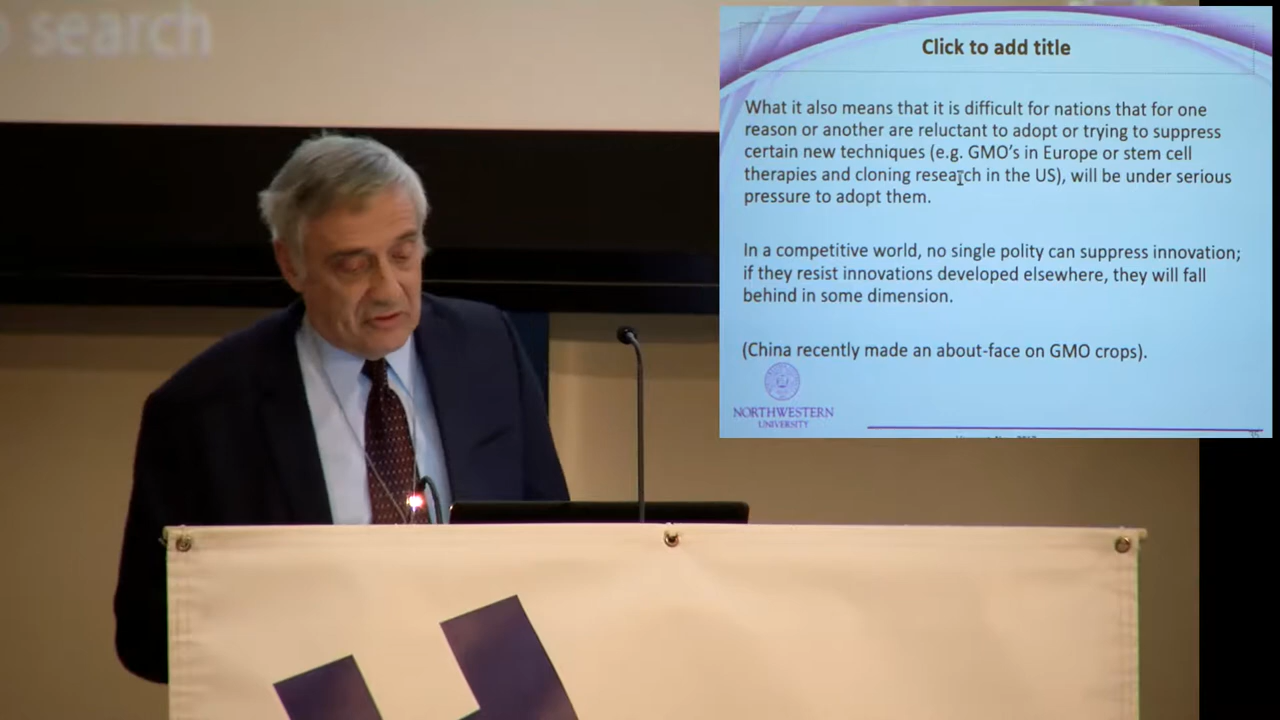 search
Click to add title
What it also means that it is difficult for nations that for one
reason or another are reluctant to adopt or trying to suppress
certain new techniques (e.g. GMO's in Europe or stem cell
therapies and cloning research in the US), will be under serious
pressure to adopt them.
In a competitive world, no single polity can suppress innovation;
if they resist innovations developed elsewhere, they will fall
behind in some dimension.
(China recently made an about-face on GMO crops).
NORTHWESTERN
UNIVERSITY